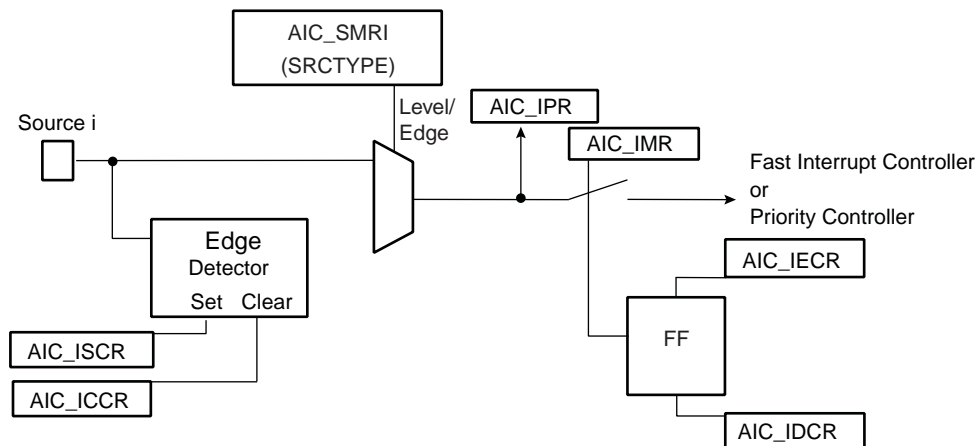 AIC_SMRI
(SRCTYPE)
Level/
Edge
AIC_IPR
Source i
AIC_IMR
Fast Interrupt Controller
or
Priority Controller
Edge
Detector
Set Clear
AIC_IECR
FF
AIC_ISCR
AIC_ICCR
AIC_IDCR